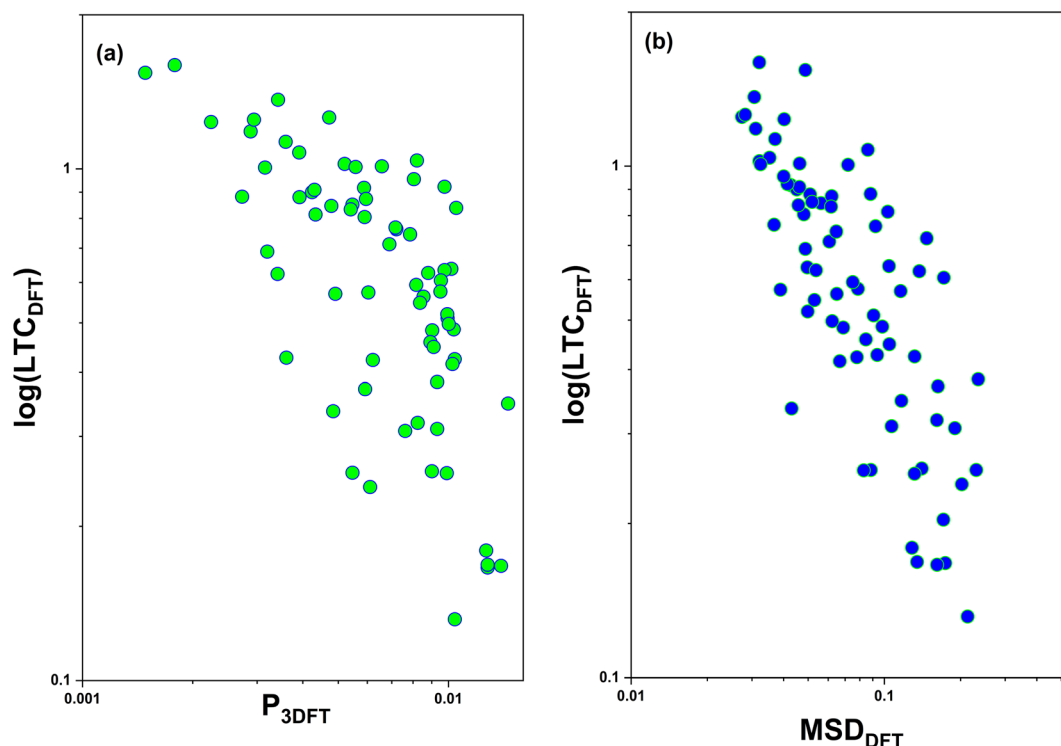 (a)
log(LTC_DFT)
1
0.1
0.001
0.01
P_3DFT
(b)
log(LTC_DFT)
1
0.1
0.01
0.1
MSD_DFT